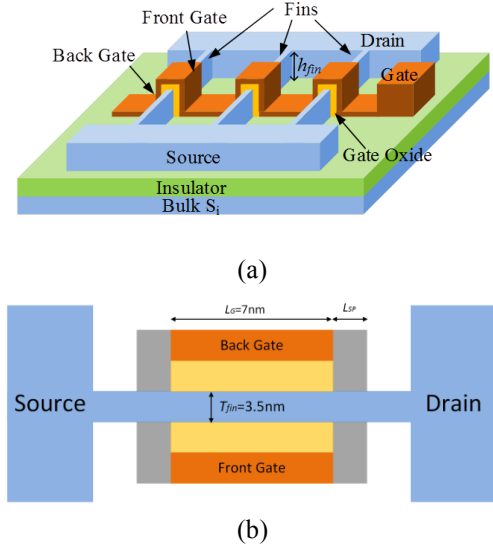 Front Gate
Fins
Drain
Back Gate
h_fin
Gate
Source
Gate Oxide
Insulator
Bulk S_i
(a)
L_G=7nm
L_SP
Back Gate
Source
T_fin=3.5nm
Drain
Front Gate
(b)